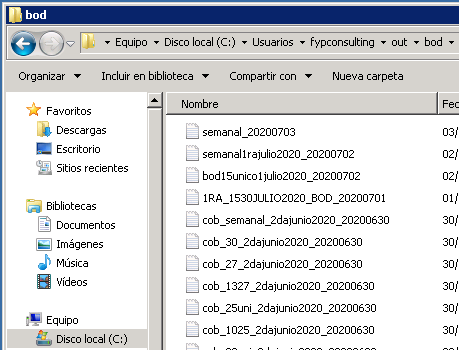 bod
Equipo Disco local (C:) Usuarios fypconsulting out bod
Organizar Incluir en biblioteca Compartir con Nueva carpeta
Favoritos
Descargas
Escritorio
Sitios recientes
Bibliotecas
Documentos
Imágenes
Música
Vídeos
Equipo
Disco local (C:)
Nombre Fec
semanal_20200703 03/
semanal1rajulio2020_20200702 02/
bod15unico1julio2020_20200702 02/
1RA_1530JULIO2020_BOD_20200701 01/
cob_semanal_2dajunio2020_20200630 30/
cob_30_2dajunio2020_20200630 30/
cob_27_2dajunio2020_20200630 30/
cob_1327_2dajunio2020_20200630 30/
cob_25uni_2dajunio2020_20200630 30/
cob_1025_2dajunio2020_20200630 30/